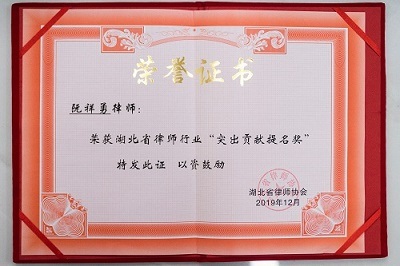 荣誉证书
阮祥勇律师：
荣获湖北省律师行业“突出贡献提名奖”
特发此证 以资鼓励
湖北省律师协会
2019年12月